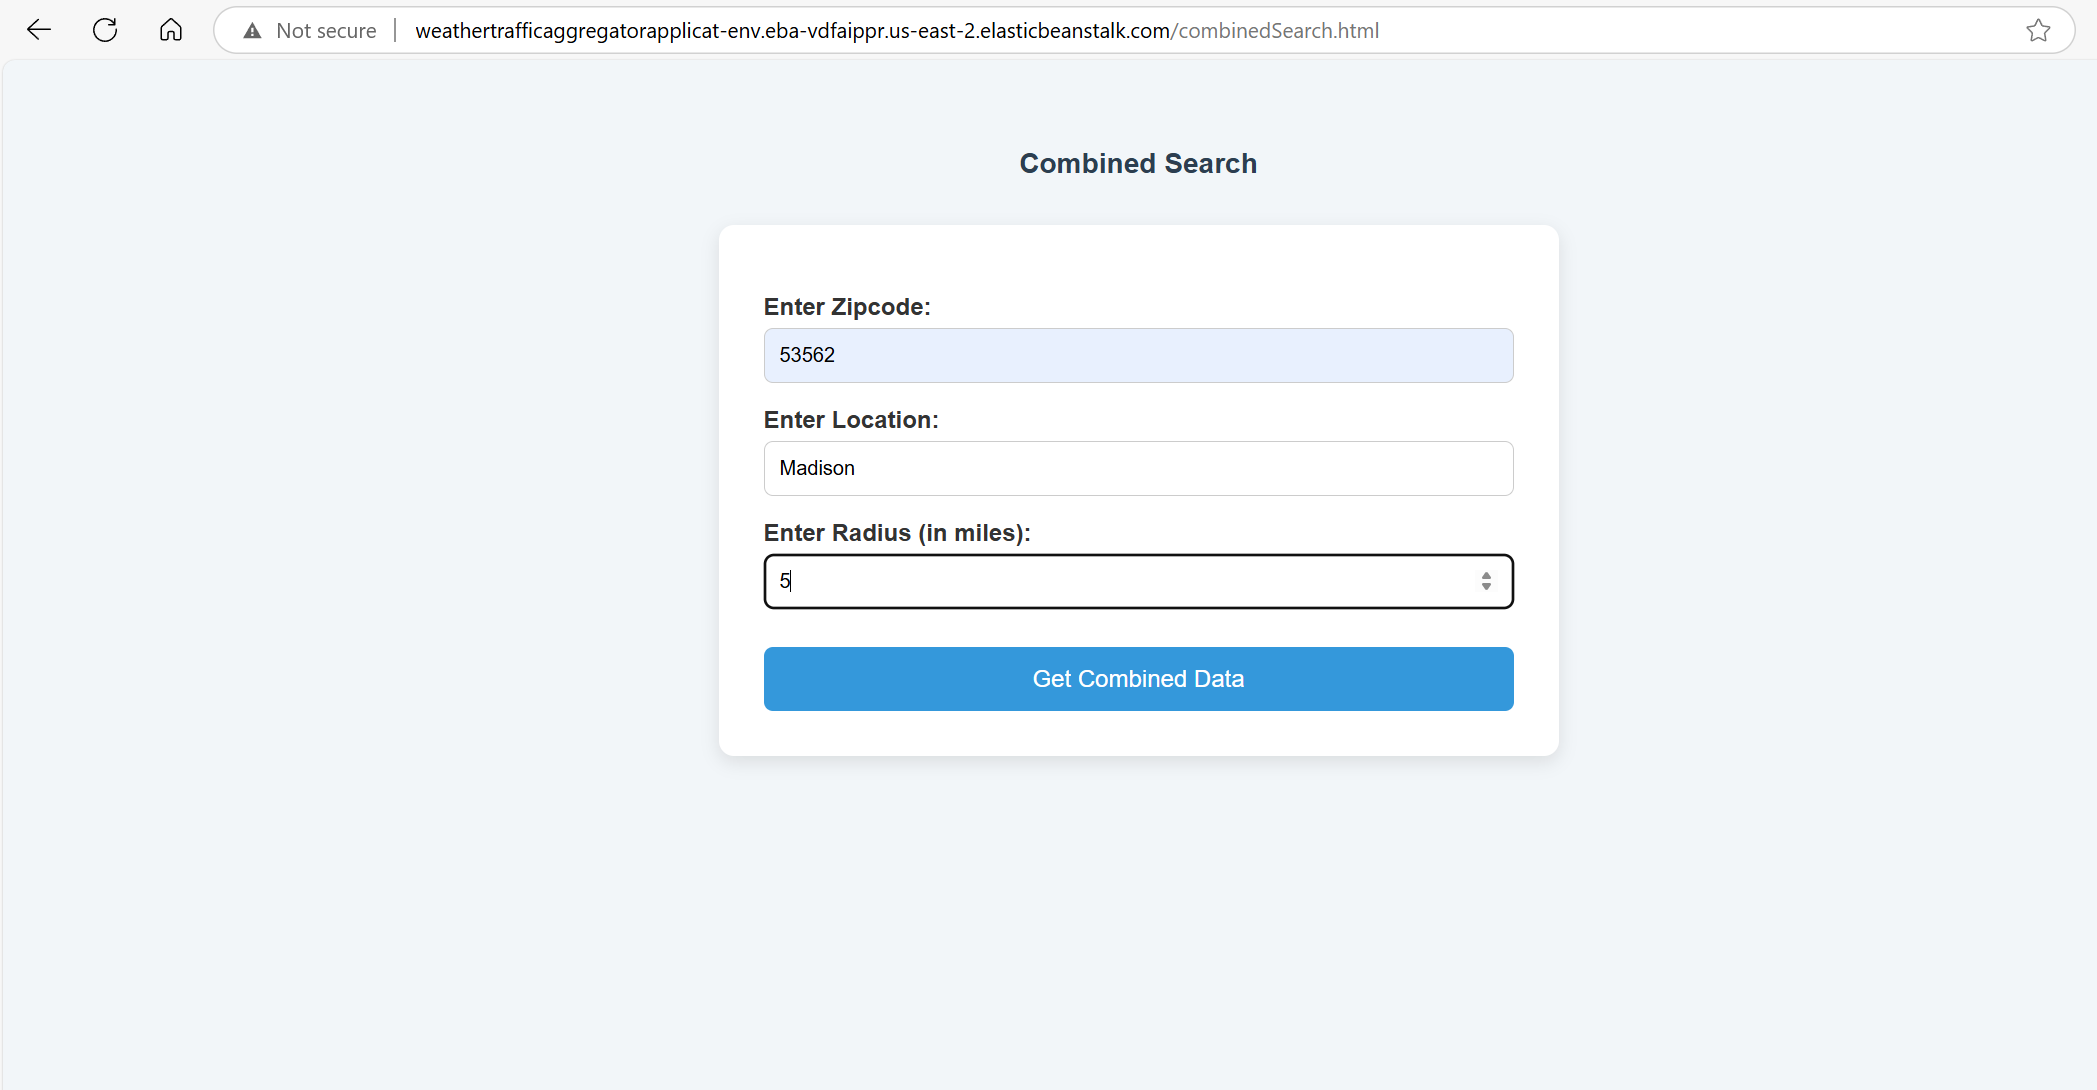 Not secure | weathertrafficaggregatorapplicat-env.eba-vdfaippr.us-east-2.elasticbeanstalk.com/combinedSearch.html
Combined Search
Enter Zipcode:
53562
Enter Location:
Madison
Enter Radius (in miles):
5
Get Combined Data